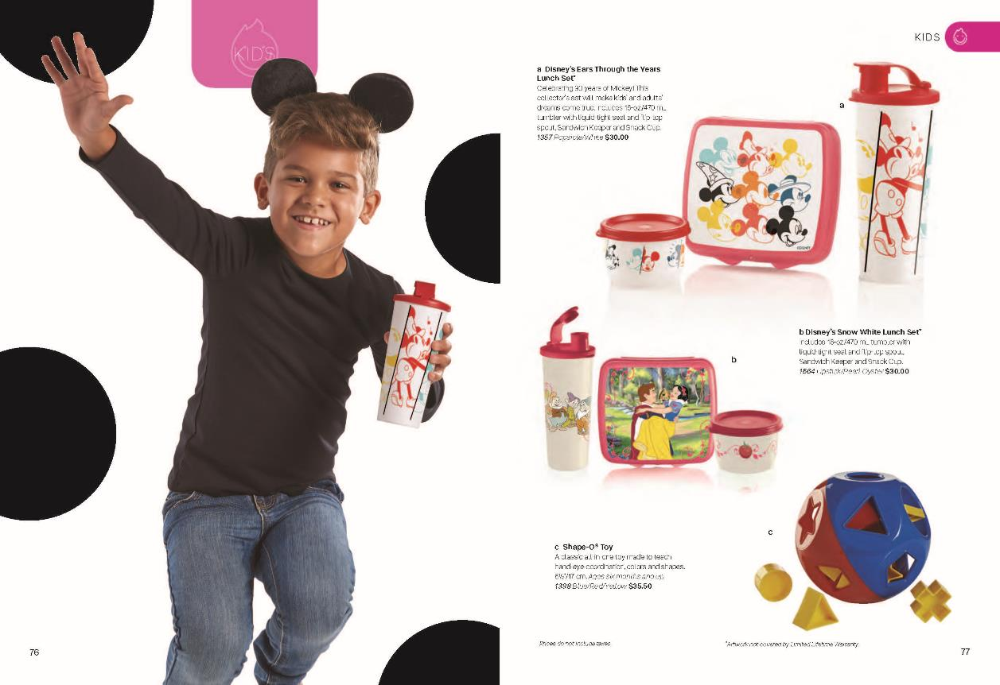 KIDS
76
KIDS
a Disney's Ears Through the Years
Lunch Set*
Celebrating 90 years of Mickey! This
collector's set will make kids' and adults'
dreams come true. Includes 16-oz./470 mL
tumbler with liquid-tight seal and flip-top
spout, Sandwich Keeper and Snack Cup.
1357 Popsicle/White $30.00
a
©DISNEY
b Disney's Snow White Lunch Set*
Includes 16-oz./470 mL tumbler with
liquid-tight seal and flip-top spout,
Sandwich Keeper and Snack Cup.
1564 Lipstick/Pearl Oyster $30.00
b
c
c Shape-O® Toy
A classic all-in-one toy made to teach
hand-eye-coordination, colors and shapes.
6½"/17 cm. Ages six months and up.
1398 Blue/Red/Yellow $35.50
Prices do not include taxes.
*Artwork not covered by Limited Lifetime Warranty.
77